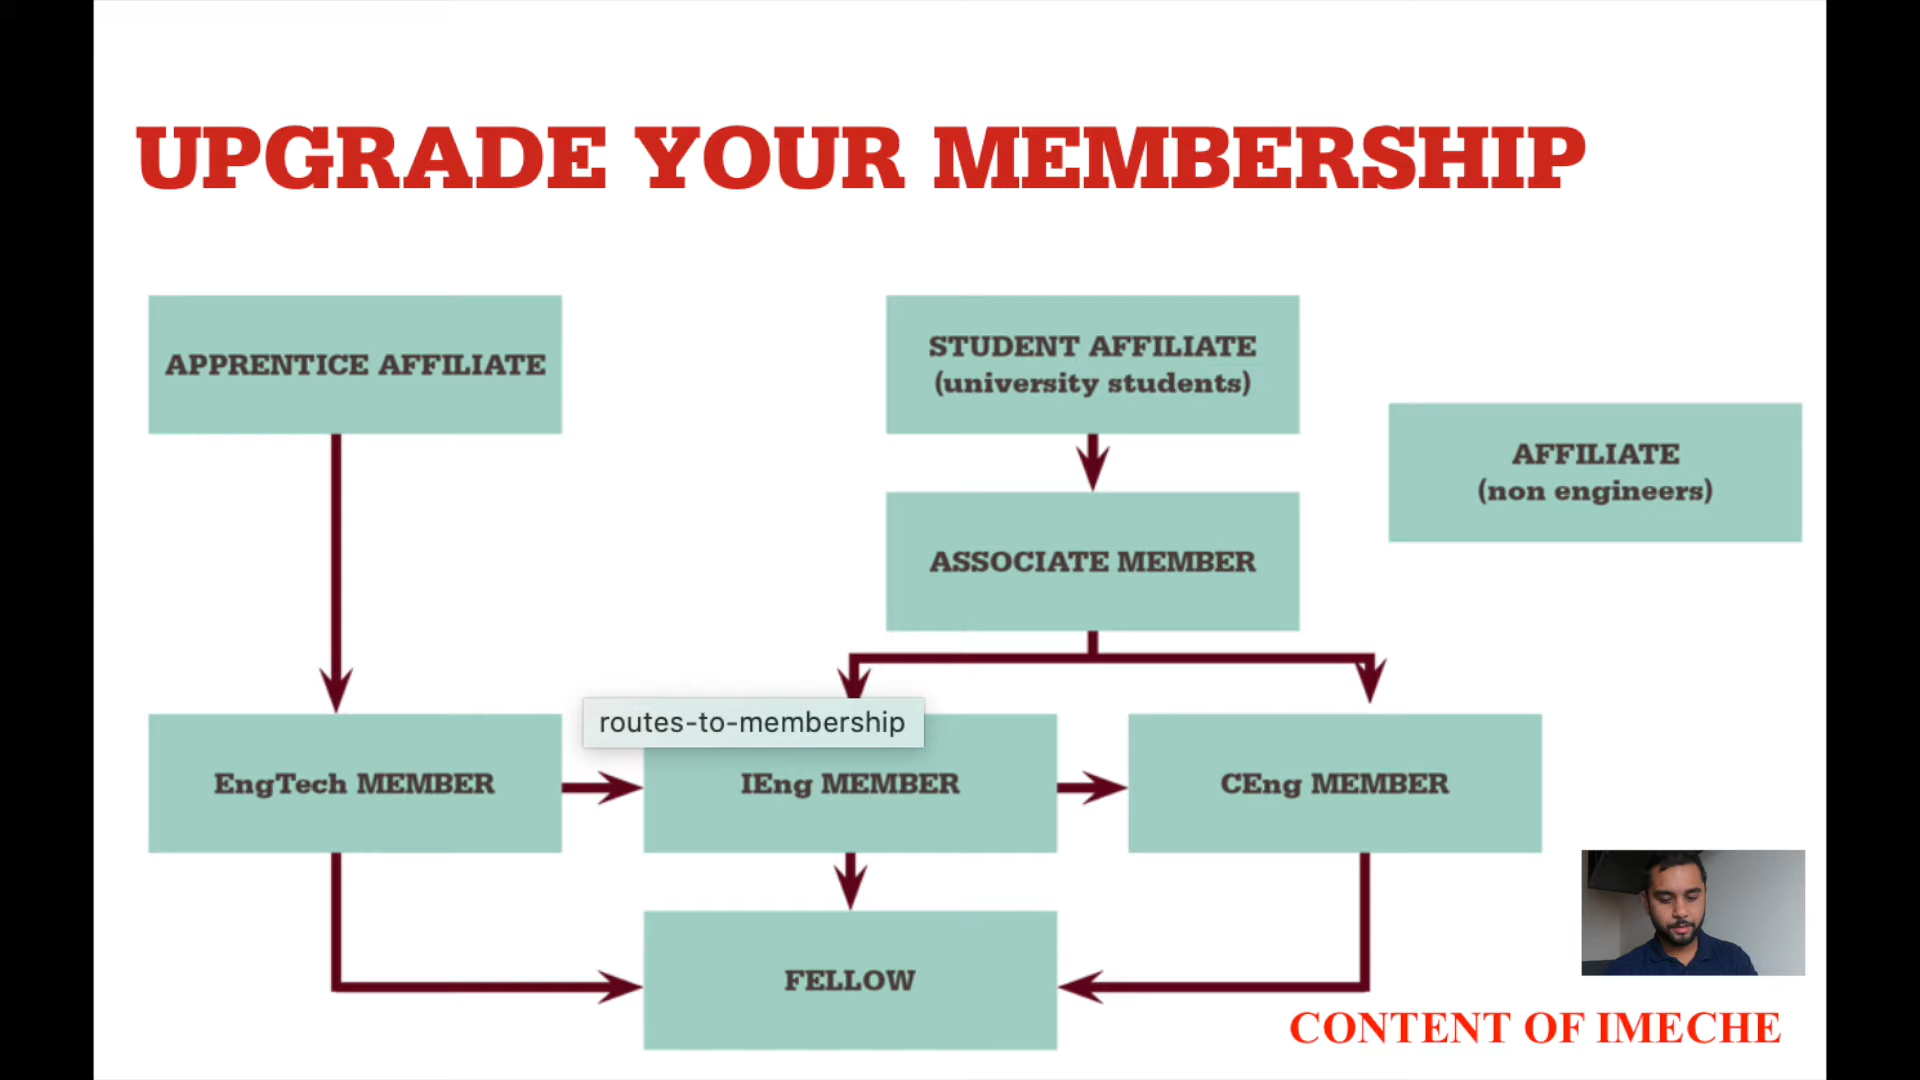 UPGRADE YOUR MEMBERSHIP
APPRENTICE AFFILIATE
STUDENT AFFILIATE
(university students)
AFFILIATE
(non engineers)
ASSOCIATE MEMBER
routes-to-membership
EngTech MEMBER
IEng MEMBER
CEng MEMBER
FELLOW
CONTENT OF IMECHE